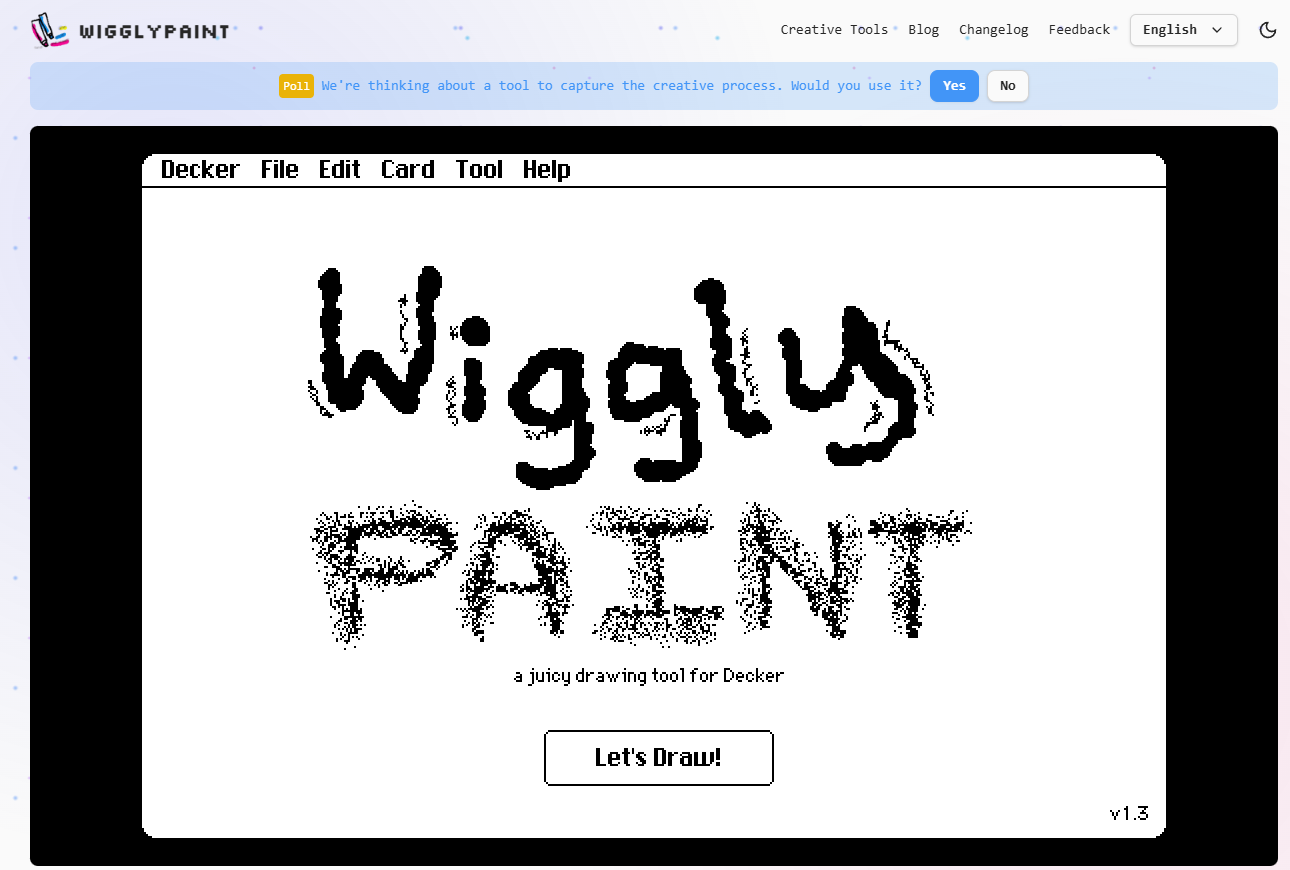 WIGGLYPAINT
Creative Tools Blog Changelog Feedback English
Poll We're thinking about a tool to capture the creative process. Would you use it? Yes No
Decker File Edit Card Tool Help
Wiggly
PAINT
a juicy drawing tool for Decker
Let's Draw!
v1.3